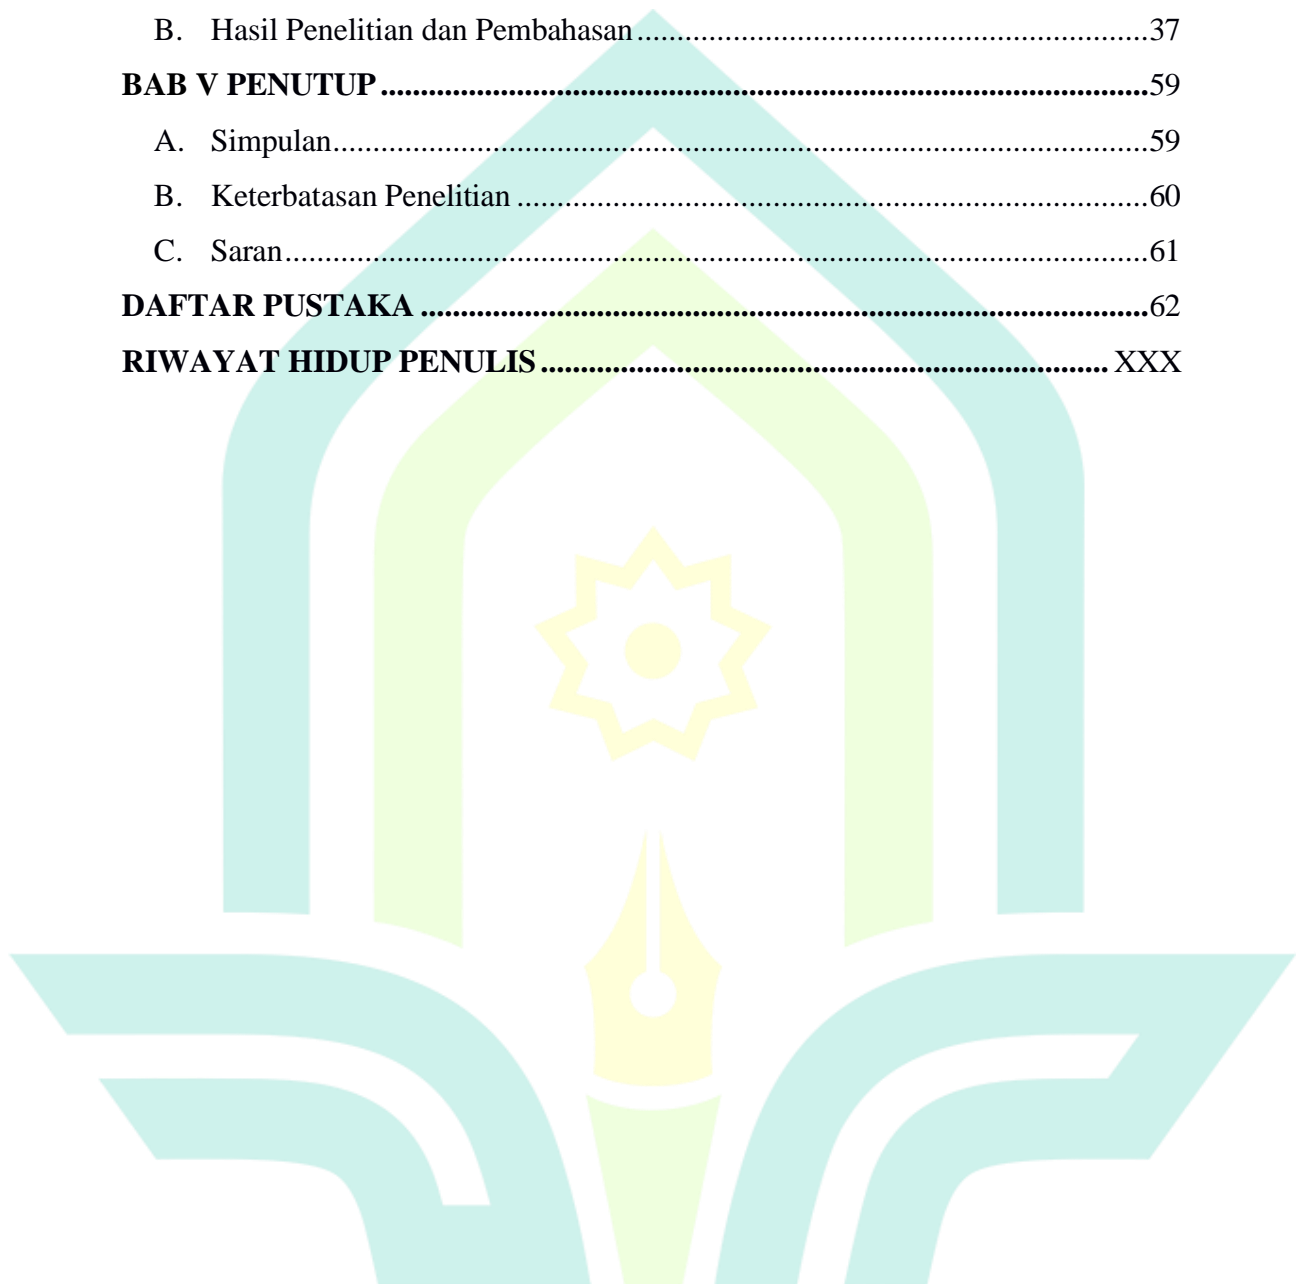 B. Hasil Penelitian dan Pembahasan....................................................................37
BAB V PENUTUP.......................................................................................................59
A. Simpulan.............................................................................................................59
B. Keterbatasan Penelitian....................................................................................60
C. Saran...................................................................................................................61
DAFTAR PUSTAKA..................................................................................................62
RIWAYAT HIDUP PENULIS............................................................................. XXX